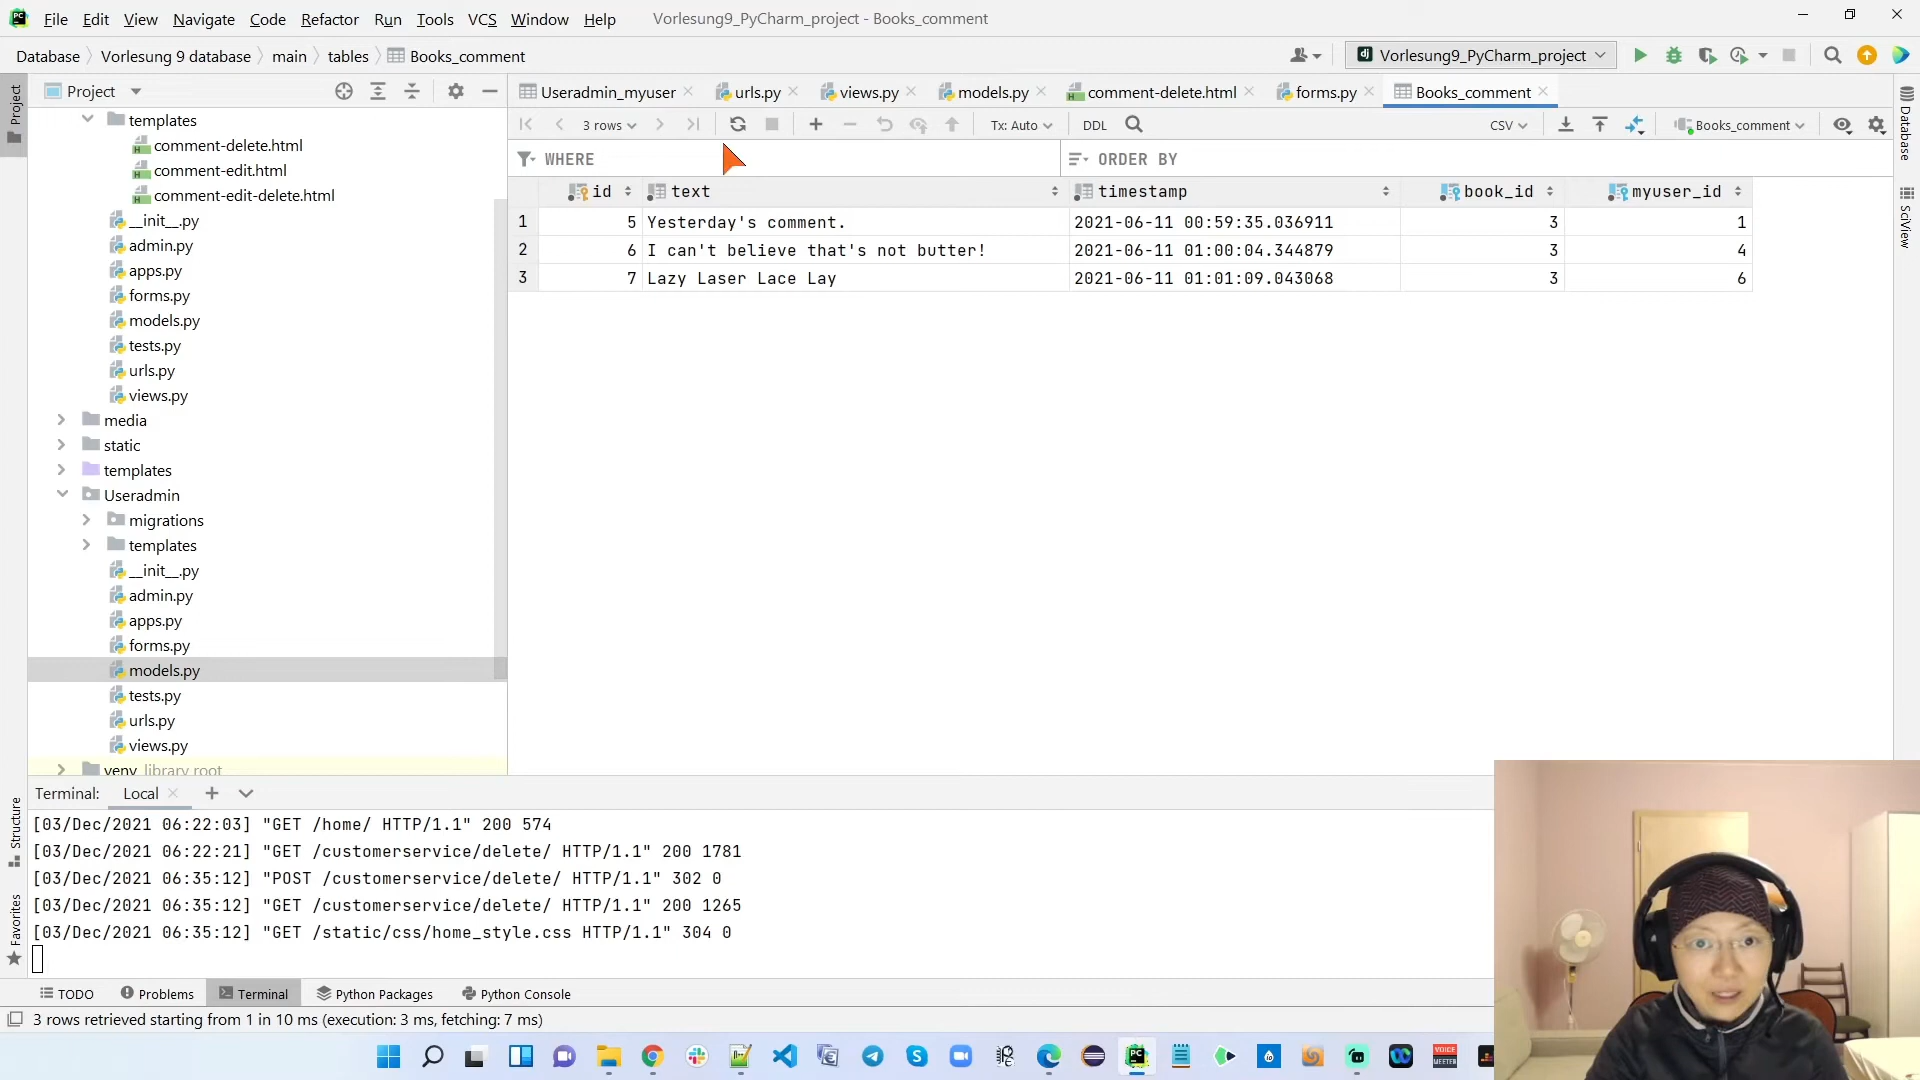 File Edit View Navigate Code Refactor Run Tools VCS Window Help Vorlesung9_PyCharm_project - Books_comment
Database Vorlesung 9 database main tables Books_comment Vorlesung9_PyCharm_project
Project
Project
Useradmin_myuser urls.py views.py models.py comment-delete.html forms.py Books_comment
3 rows Tx: Auto DDL CSV Books_comment
WHERE ORDER BY
id text timestamp book_id myuser_id
1 5 Yesterday's comment. 2021-06-11 00:59:35.036911 3 1
2 6 I can't believe that's not butter! 2021-06-11 01:00:04.344879 3 4
3 7 Lazy Laser Lace Lay 2021-06-11 01:01:09.043068 3 6
Database
SciView
templates
comment-delete.html
comment-edit.html
comment-edit-delete.html
__init__.py
admin.py
apps.py
forms.py
models.py
tests.py
urls.py
views.py
media
static
templates
Useradmin
migrations
templates
__init__.py
admin.py
apps.py
forms.py
models.py
tests.py
urls.py
views.py
venv library root
Terminal: Local
Structure
Favorites
[03/Dec/2021 06:22:03] "GET /home/ HTTP/1.1" 200 574
[03/Dec/2021 06:22:21] "GET /customerservice/delete/ HTTP/1.1" 200 1781
[03/Dec/2021 06:35:12] "POST /customerservice/delete/ HTTP/1.1" 302 0
[03/Dec/2021 06:35:12] "GET /customerservice/delete/ HTTP/1.1" 200 1265
[03/Dec/2021 06:35:12] "GET /static/css/home_style.css HTTP/1.1" 304 0
TODO Problems Terminal Python Packages Python Console
3 rows retrieved starting from 1 in 10 ms (execution: 3 ms, fetching: 7 ms)
VOICE
MEETER